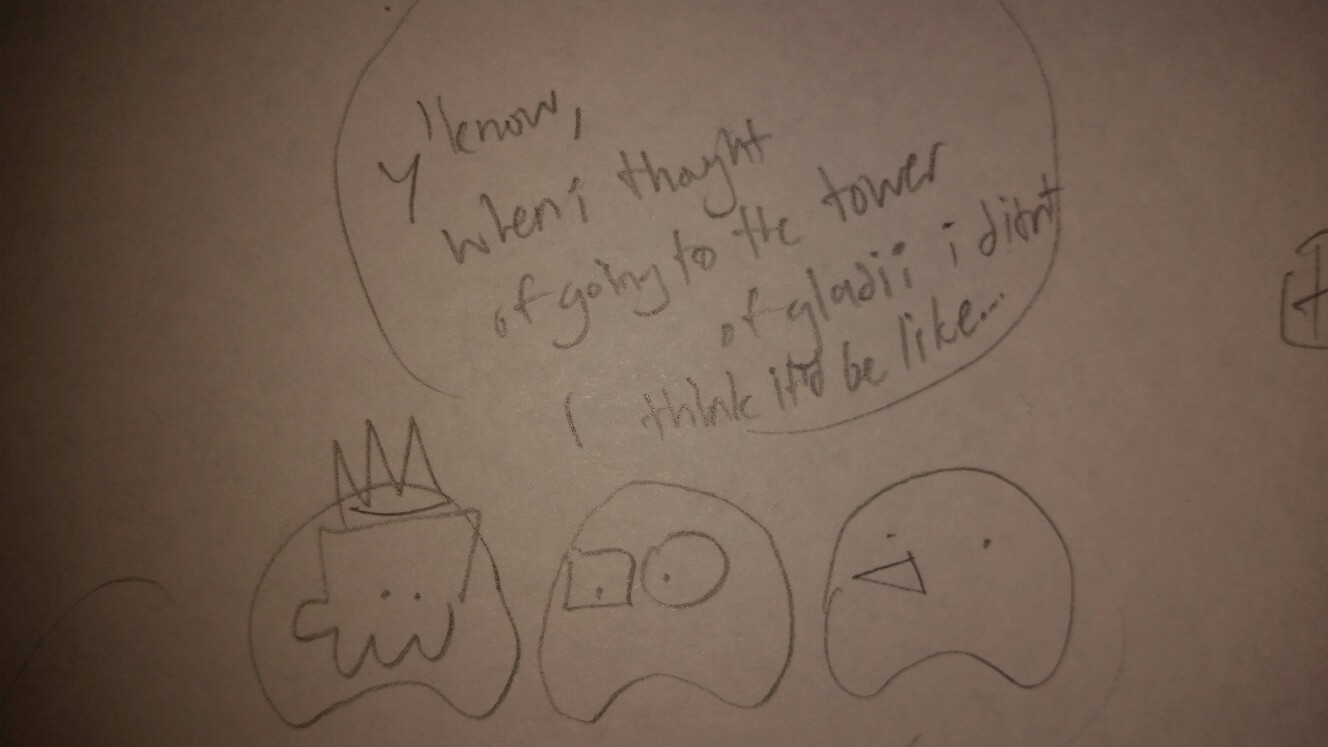 y'know,
when i thought
of going to the tower
of gladii i didn't
think it'd be like...